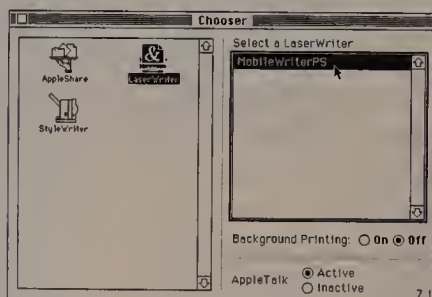 Chooser
AppleShare
LaserWriter
StyleWriter
Select a LaserWriter
MobileWriterPS
Background Printing: On Off
AppleTalk
Active
Inactive